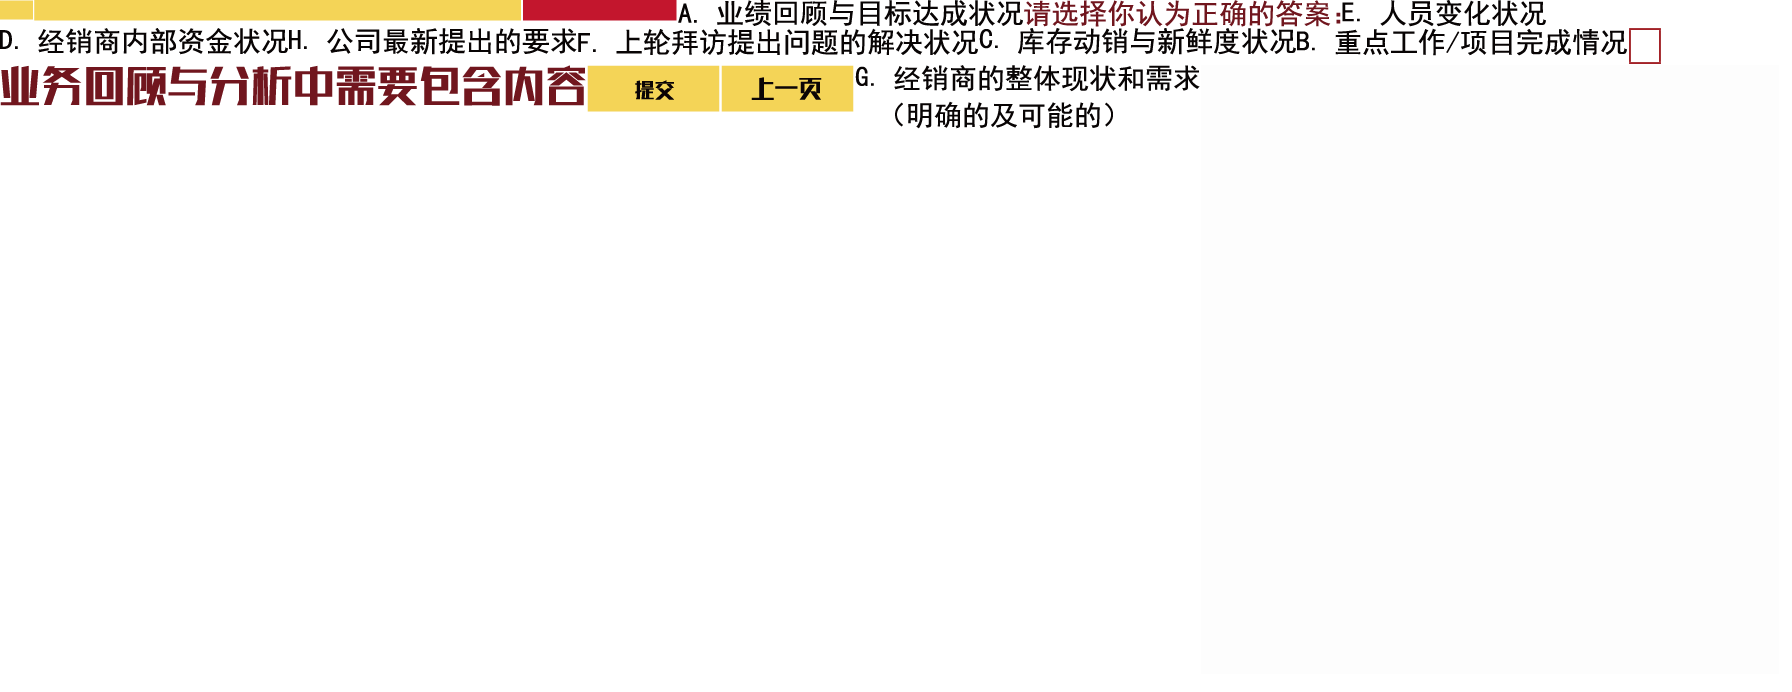 A. 业绩回顾与目标达成状况
请选择你认为正确的答案：
E. 人员变化状况
D. 经销商内部资金状况
H. 公司最新提出的要求
F. 上轮拜访提出问题的解决状况
C. 库存动销与新鲜度状况
B. 重点工作/项目完成情况
业务回顾与分析中需要包含内容
提交
上一页
G. 经销商的整体现状和需求
（明确的及可能的）